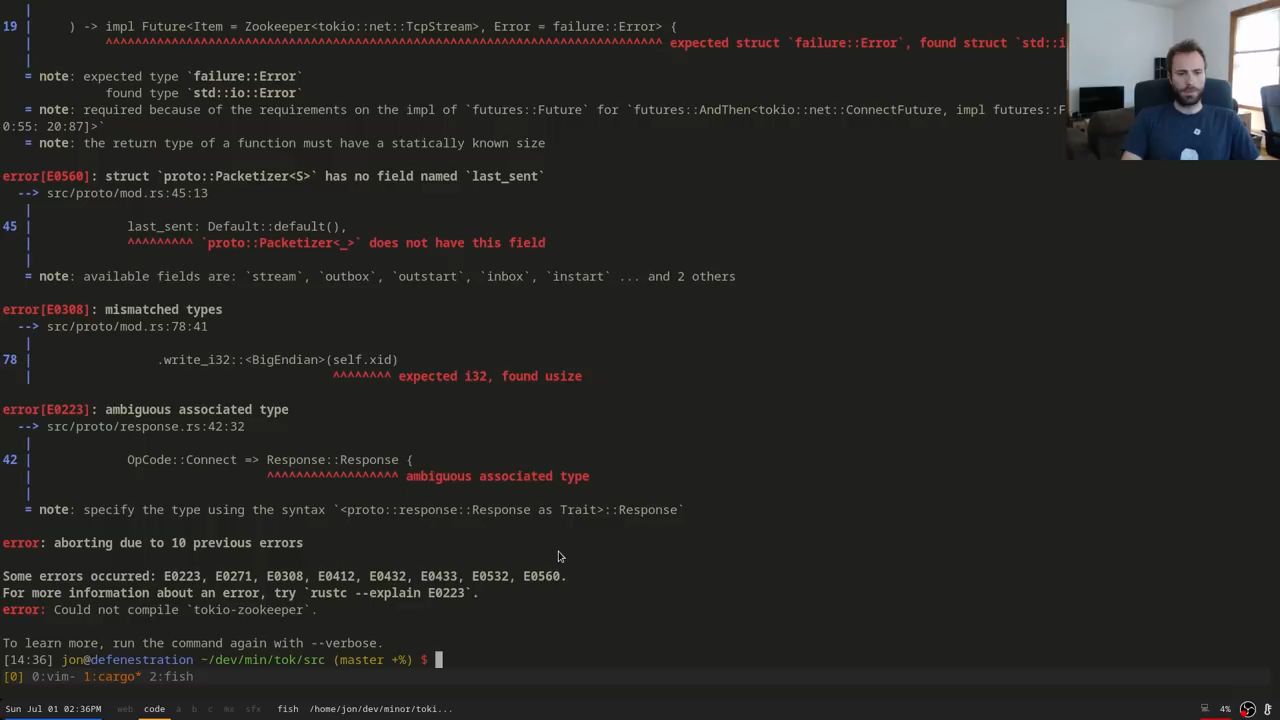 |
19 |     ) -> impl Future<Item = Zookeeper<tokio::net::TcpStream>, Error = failure::Error> {
|          ^^^^^^^^^^^^^^^^^^^^^^^^^^^^^^^^^^^^^^^^^^^^^^^^^^^^^^^^^^^^^^^^^^^^^^^^^^^^ expected struct `failure::Error`, found struct `std::i
|
= note: expected type `failure::Error`
found type `std::io::Error`
= note: required because of the requirements on the impl of `futures::Future` for `futures::AndThen<tokio::net::ConnectFuture, impl futures::F
0:55: 20:87]>`
= note: the return type of a function must have a statically known size
error[E0560]: struct `proto::Packetizer<S>` has no field named `last_sent`
--> src/proto/mod.rs:45:13
|
45 |             last_sent: Default::default(),
|             ^^^^^^^^^ `proto::Packetizer<_>` does not have this field
|
= note: available fields are: `stream`, `outbox`, `outstart`, `inbox`, `instart` ... and 2 others
error[E0308]: mismatched types
--> src/proto/mod.rs:78:41
|
78 |                 .write_i32::<BigEndian>(self.xid)
|                                         ^^^^^^^^ expected i32, found usize
error[E0223]: ambiguous associated type
--> src/proto/response.rs:42:32
|
42 |             OpCode::Connect => Response::Response {
|                                ^^^^^^^^^^^^^^^^^^ ambiguous associated type
|
= note: specify the type using the syntax `<proto::response::Response as Trait>::Response`
error: aborting due to 10 previous errors
Some errors occurred: E0223, E0271, E0308, E0412, E0432, E0433, E0532, E0560.
For more information about an error, try `rustc --explain E0223`.
error: Could not compile `tokio-zookeeper`.
To learn more, run the command again with --verbose.
[14:36] jon@defenestration ~/dev/min/tok/src (master +%) $
[0] 0:vim- 1:cargo* 2:fish
Sun Jul 01 02:36PM web code a b c mx sfx fish /home/jon/dev/minor/toki... 4%